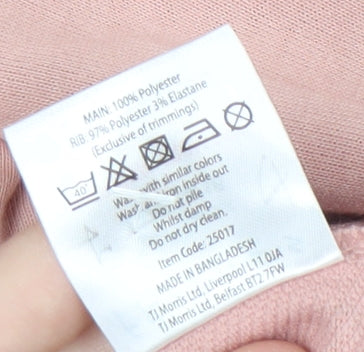 MAIN: 100% Polyester
RIB: 97% Polyester 3% Elastane
(Exclusive of trimmings)
40°
with similar colors
Wash and iron inside out
Do not pile
Whilst damp
Do not dry clean.
Item Code: 25017
MADE IN BANGLADESH
TJ Morris Ltd, Liverpool L11 0JA
TJ Morris Ltd, Belfast BT2 7FW